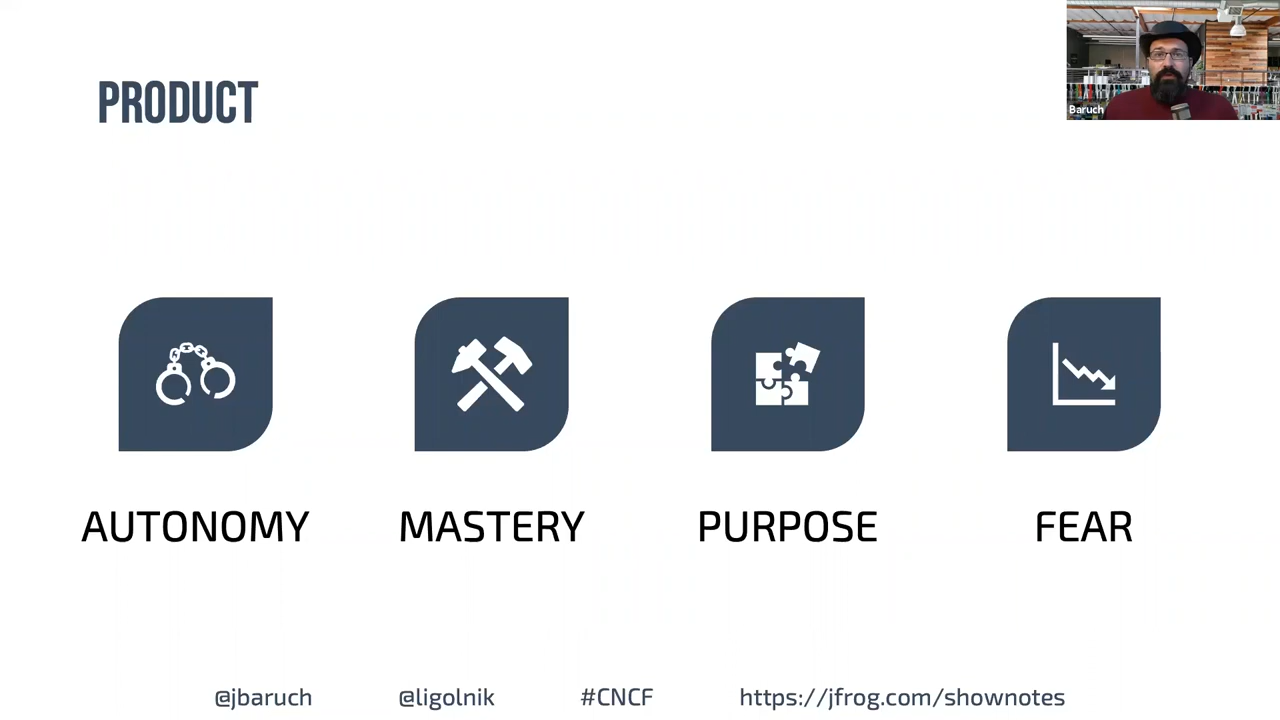 PRODUCT
Baruch
AUTONOMY MASTERY PURPOSE FEAR
@jbaruch @ligolnik #CNCF https://jfrog.com/shownotes